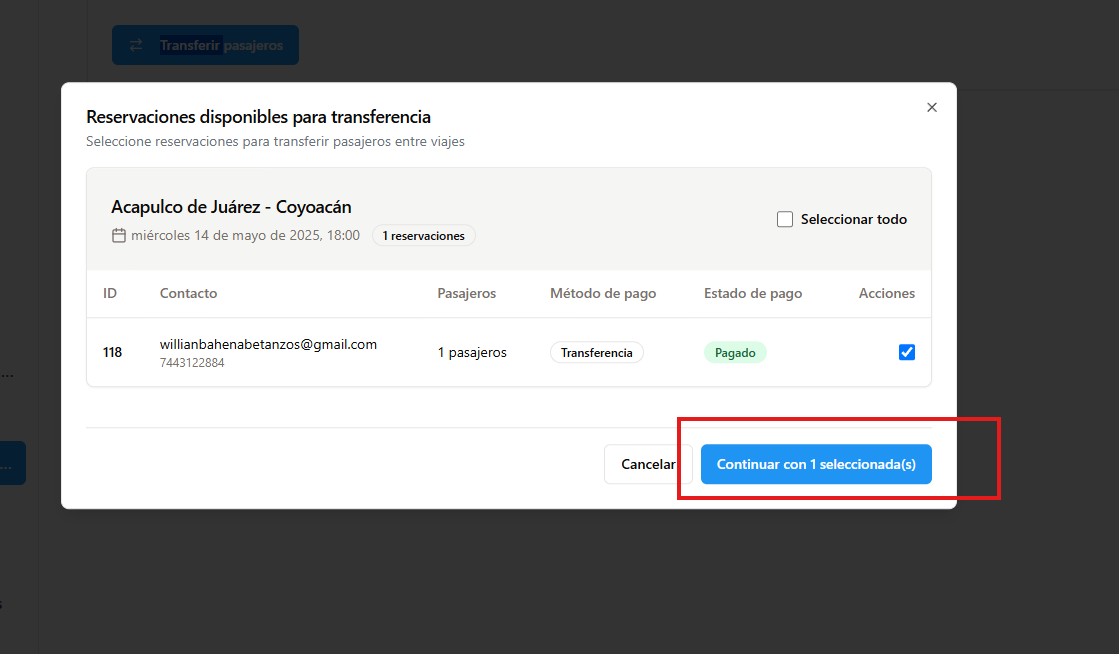 Transferir pasajeros
Reservaciones disponibles para transferencia
Seleccione reservaciones para transferir pasajeros entre viajes
Acapulco de Juárez - Coyoacán
miércoles 14 de mayo de 2025, 18:00 1 reservaciones
Seleccionar todo
ID Contacto Pasajeros Método de pago Estado de pago Acciones
118 willianbahenabetanzos@gmail.com 1 pasajeros Transferencia Pagado
7443122884
...
...
Cancelar Continuar con 1 seleccionada(s)